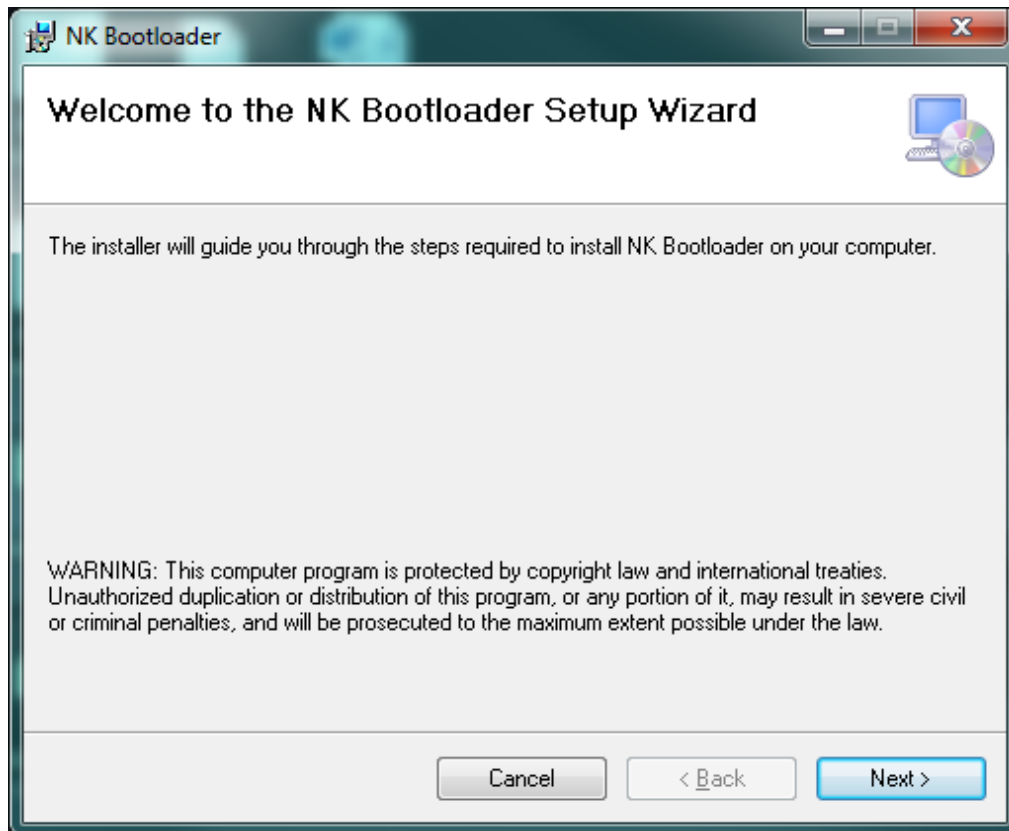 NK Bootloader
Welcome to the NK Bootloader Setup Wizard
The installer will guide you through the steps required to install NK Bootloader on your computer.
WARNING: This computer program is protected by copyright law and international treaties.
Unauthorized duplication or distribution of this program, or any portion of it, may result in severe civil
or criminal penalties, and will be prosecuted to the maximum extent possible under the law.
Cancel
< Back
Next >